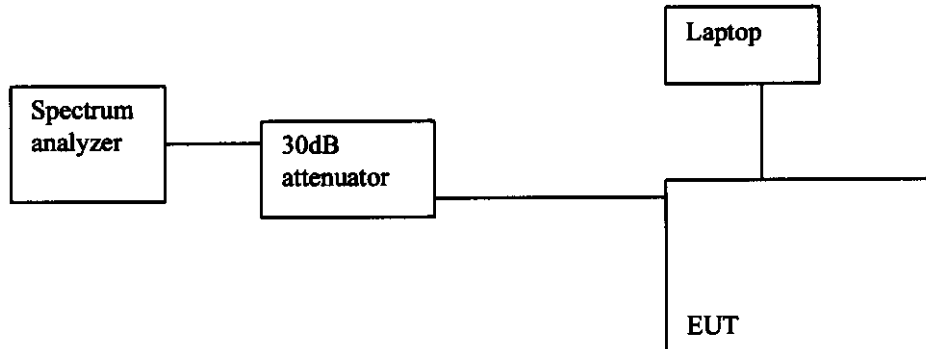 Laptop
Spectrum
analyzer
30dB
attenuator
EUT